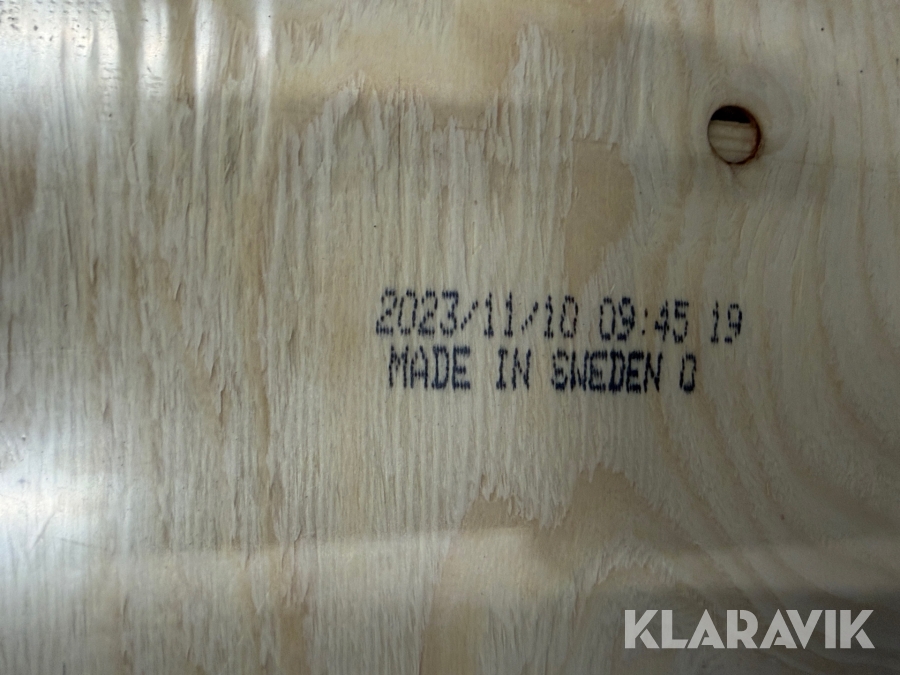 2023/11/10 09:45 19
MADE IN SWEDEN 0
KLARAVIK